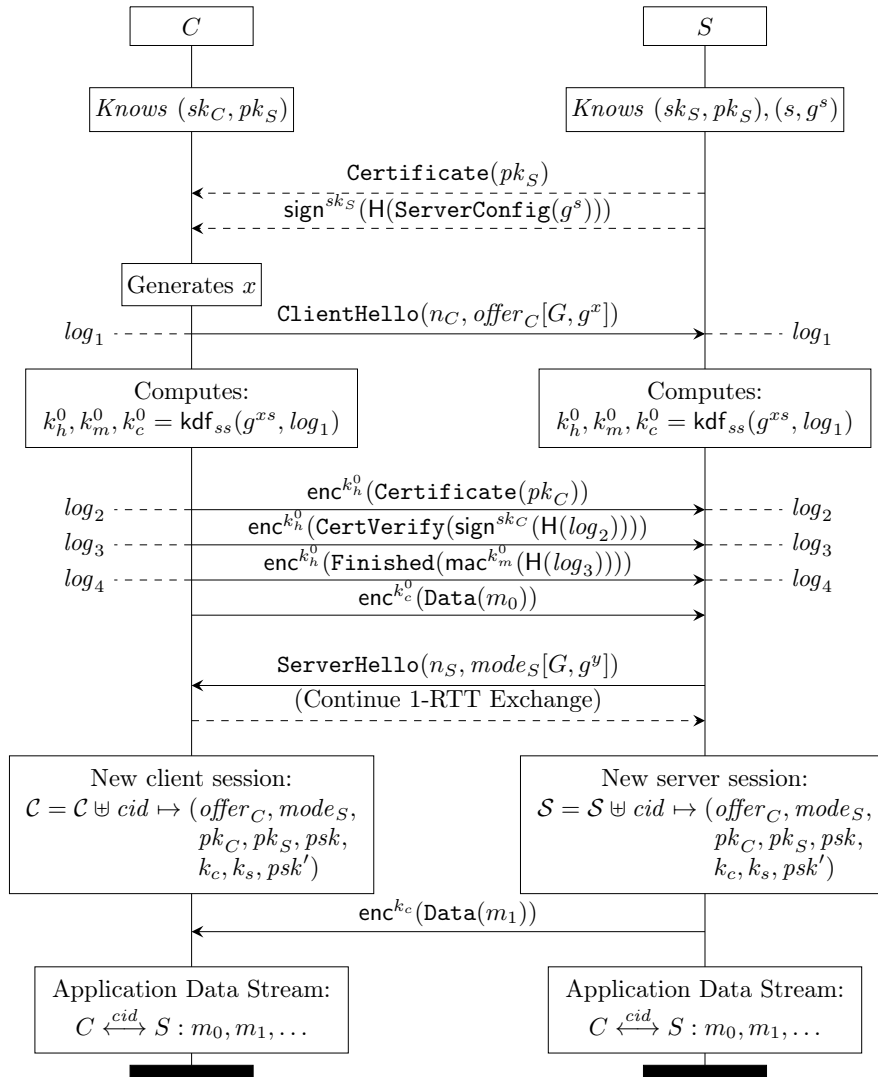 C S
Knows (sk_C, pk_S) Knows (sk_S, pk_S), (s, g^s)
Certificate(pk_S)
sign^{sk_S}(H(ServerConfig(g^s)))
Generates x
ClientHello(n_C, offer_C[G, g^x])
log_1 log_1
Computes: Computes:
k_h^0, k_m^0, k_c^0 = kdf_{ss}(g^{xs}, log_1) k_h^0, k_m^0, k_c^0 = kdf_{ss}(g^{xs}, log_1)
enc^{k_h^0}(Certificate(pk_C))
log_2 log_2
enc^{k_h^0}(CertVerify(sign^{sk_C}(H(log_2))))
log_3 log_3
enc^{k_h^0}(Finished(mac^{k_m^0}(H(log_3))))
log_4 log_4
enc^{k_c^0}(Data(m_0))
ServerHello(n_S, mode_S[G, g^y])
(Continue 1-RTT Exchange)
New client session: New server session:
𝒞 = 𝒞 ⊎ cid ↦ (offer_C, mode_S, 𝒮 = 𝒮 ⊎ cid ↦ (offer_C, mode_S,
pk_C, pk_S, psk, pk_C, pk_S, psk,
k_c, k_s, psk′) k_c, k_s, psk′)
enc^{k_c}(Data(m_1))
Application Data Stream: Application Data Stream:
C ⟷^{cid} S : m_0, m_1, … C ⟷^{cid} S : m_0, m_1, …